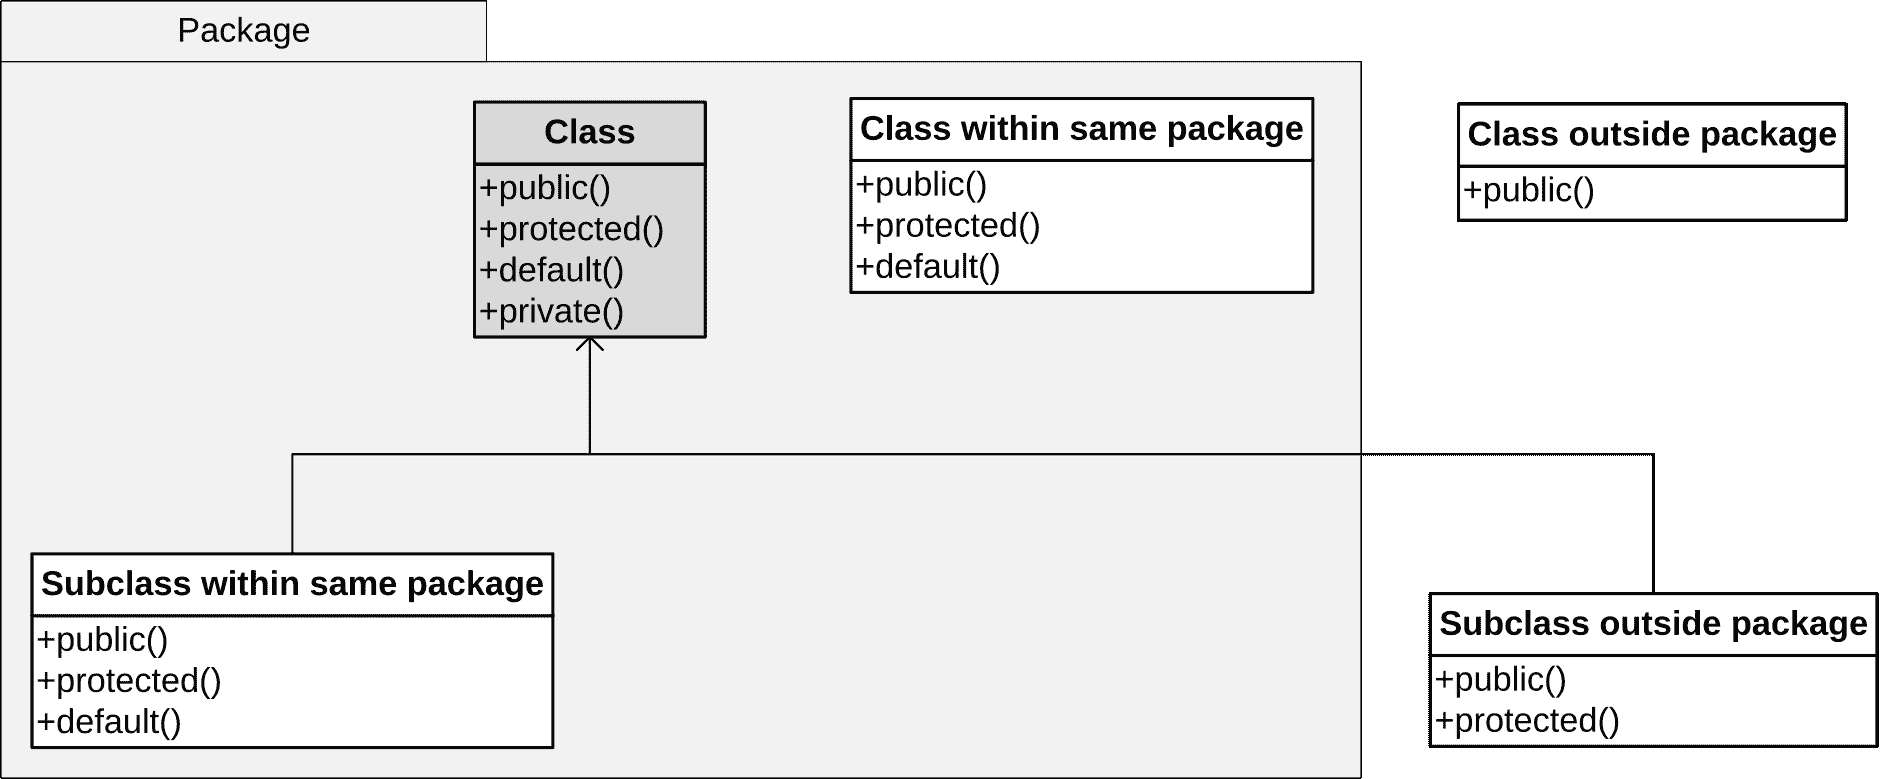 Package
Class
+public()
+protected()
+default()
+private()
Class within same package
+public()
+protected()
+default()
Class outside package
+public()
Subclass within same package
+public()
+protected()
+default()
Subclass outside package
+public()
+protected()